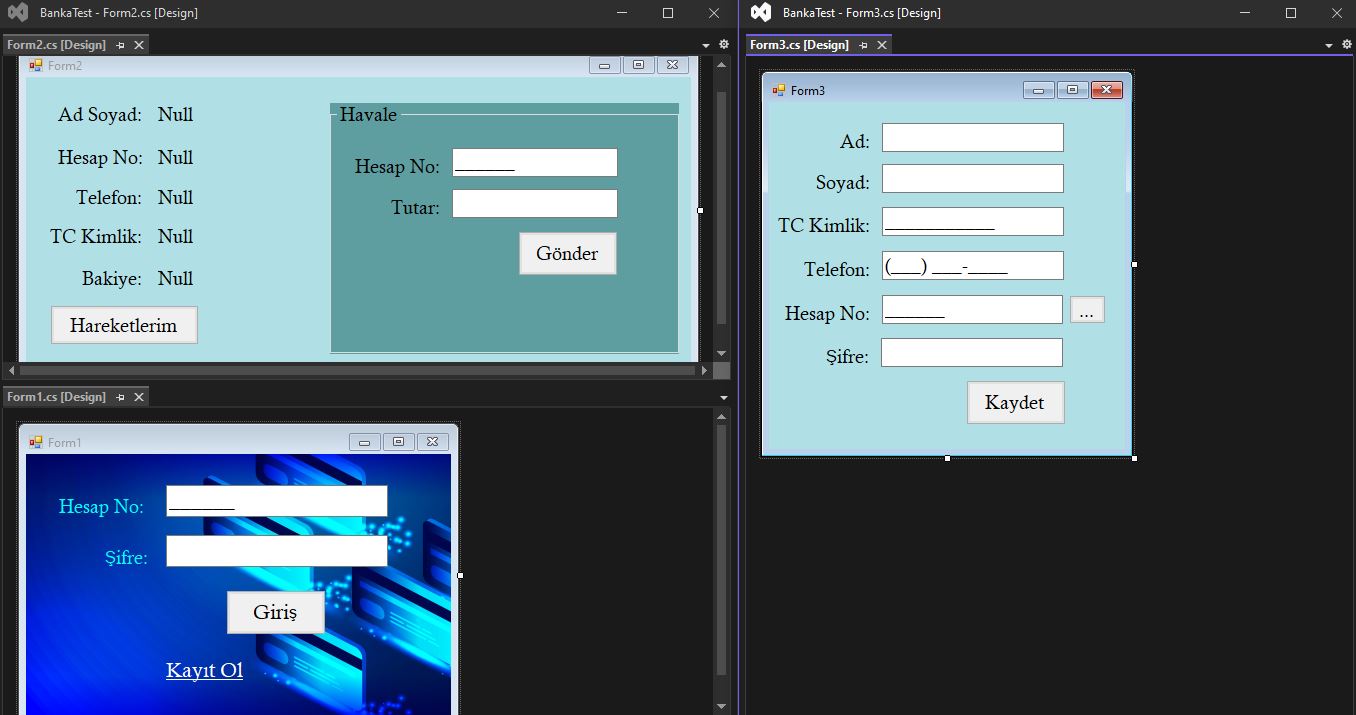 BankaTest - Form2.cs [Design]
Form2.cs [Design]
Form2
Ad Soyad: Null
Hesap No: Null
Telefon: Null
TC Kimlik: Null
Bakiye: Null
Hareketlerim
Havale
Hesap No: ______
Tutar:
Gönder
Form1.cs [Design]
Form1
Hesap No: ______
Şifre:
Giriş
Kayıt Ol
BankaTest - Form3.cs [Design]
Form3.cs [Design]
Form3
Ad:
Soyad:
TC Kimlik: ___________
Telefon: (___) ___-____
Hesap No: ______ ...
Şifre:
Kaydet